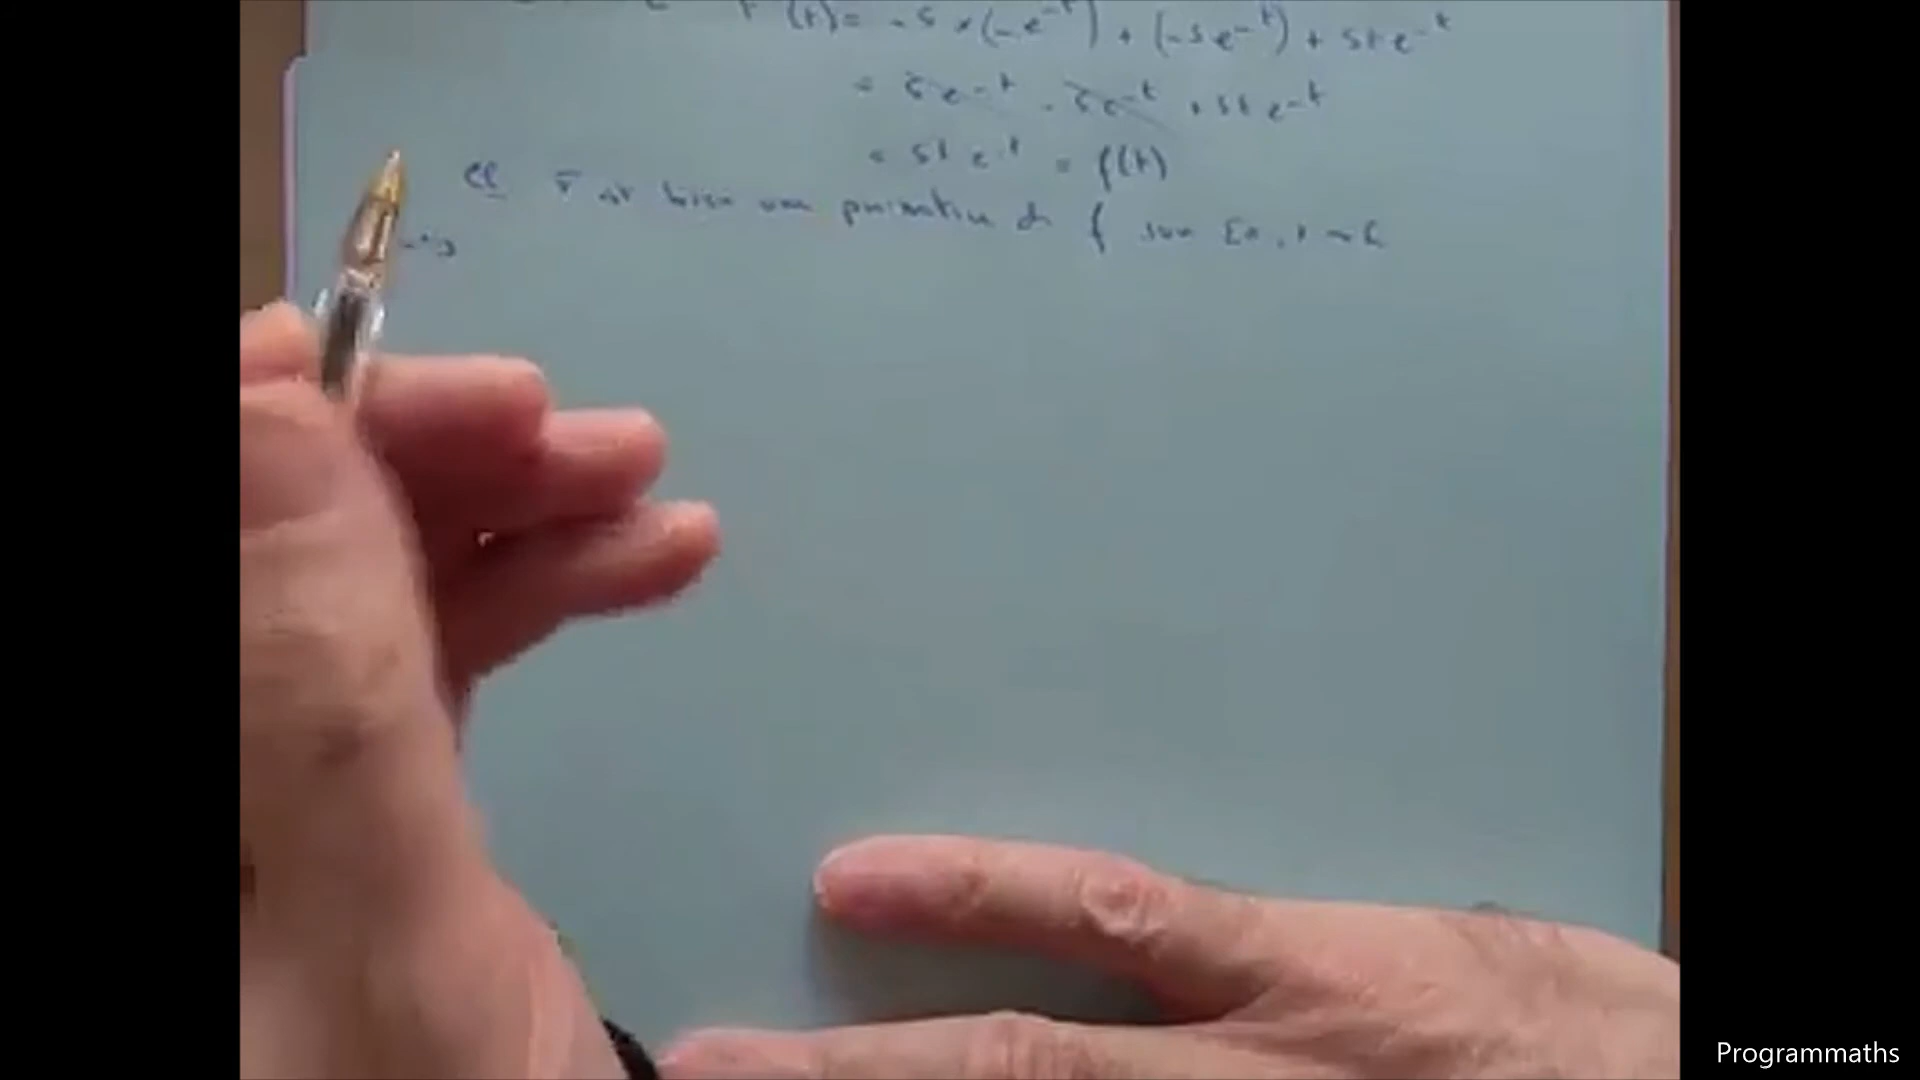 (t) = -5 × (-e^-t) + (-5e^-t) + 5te^-t
= 5e^-t - 5e^-t + 5te^-t
= 5te^-t = f(t)
cl F est bien une primitive de f sur [0, +∞[
Programmaths